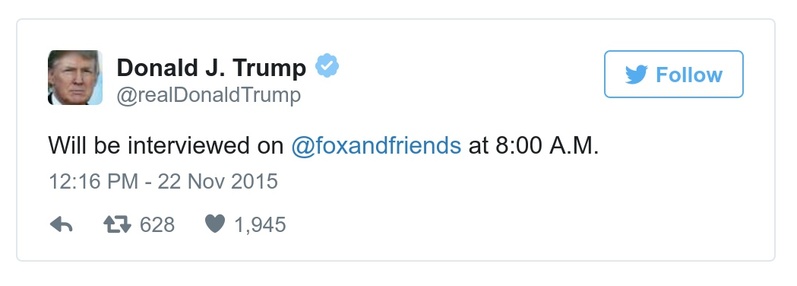 Donald J. Trump
@realDonaldTrump
Follow
Will be interviewed on @foxandfriends at 8:00 A.M.
12:16 PM - 22 Nov 2015
628 1,945